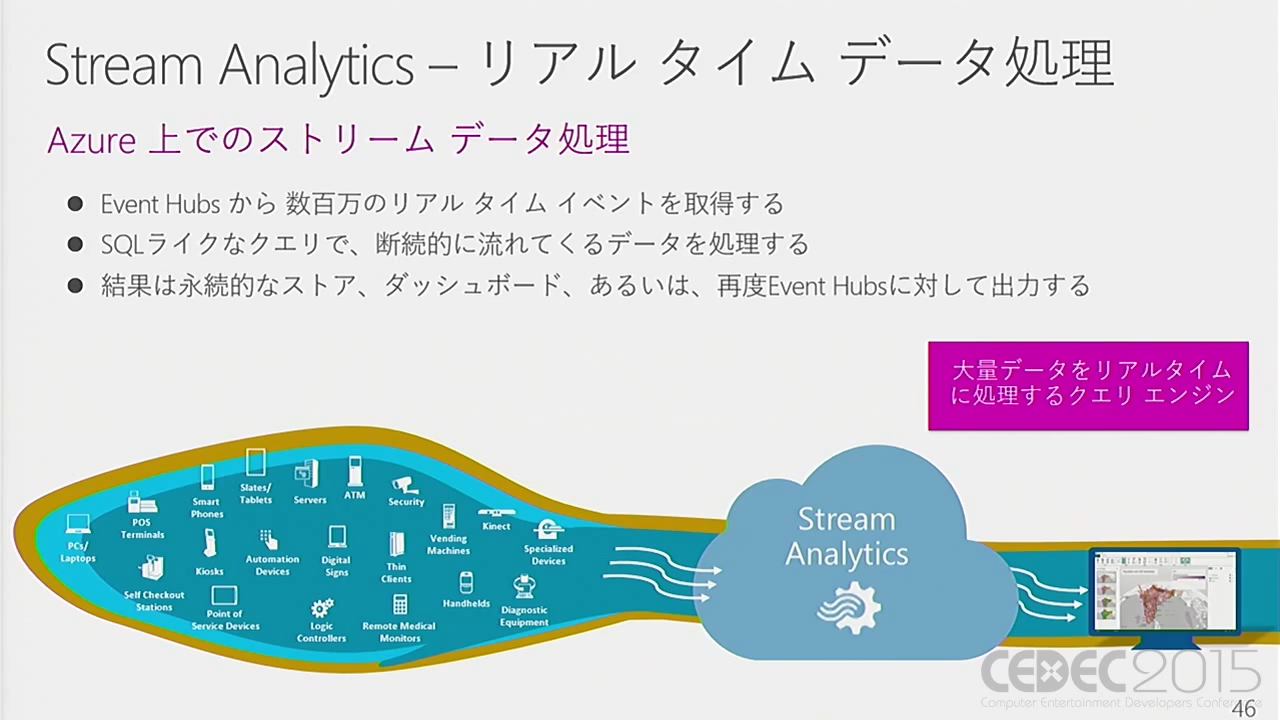 Stream Analytics – リアル タイム データ処理
Azure 上でのストリーム データ処理
● Event Hubs から 数百万のリアル タイム イベントを取得する
● SQLライクなクエリで、断続的に流れてくるデータを処理する
● 結果は永続的なストア、ダッシュボード、あるいは、再度Event Hubsに対して出力する
大量データをリアルタイム
に処理するクエリ エンジン
PCs/
Laptops
POS
Terminals
Smart
Phones
Slates/
Tablets
Servers
ATM
Security
Self Checkout
Stations
Kiosks
Automation
Devices
Digital
Signs
Thin
Clients
Vending
Machines
Kinect
Specialized
Devices
Point of
Service Devices
Logic
Controllers
Remote Medical
Monitors
Handhelds
Diagnostic
Equipment
Stream
Analytics
CEDEC2015
Computer Entertainment Developers Conference
46